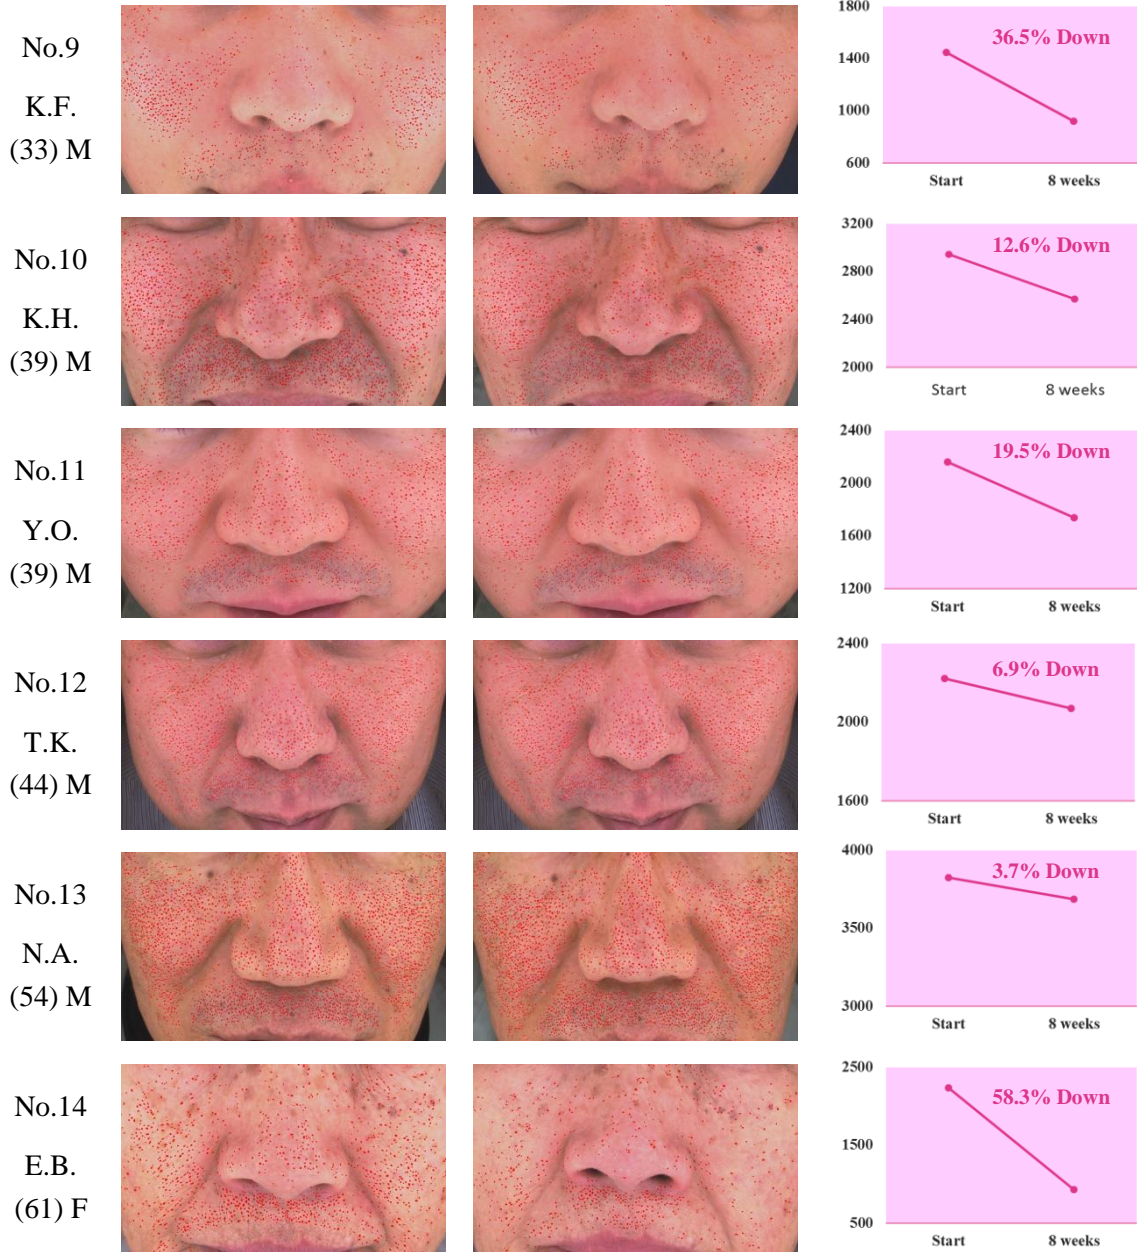 No.9
K.F.
(33) M
1800
1400
1000
600
36.5% Down
Start 8 weeks
No.10
K.H.
(39) M
3200
2800
2400
2000
12.6% Down
Start 8 weeks
No.11
Y.O.
(39) M
2400
2000
1600
1200
19.5% Down
Start 8 weeks
No.12
T.K.
(44) M
2400
2000
1600
6.9% Down
Start 8 weeks
No.13
N.A.
(54) M
4000
3500
3000
3.7% Down
Start 8 weeks
No.14
E.B.
(61) F
2500
1500
500
58.3% Down
Start 8 weeks